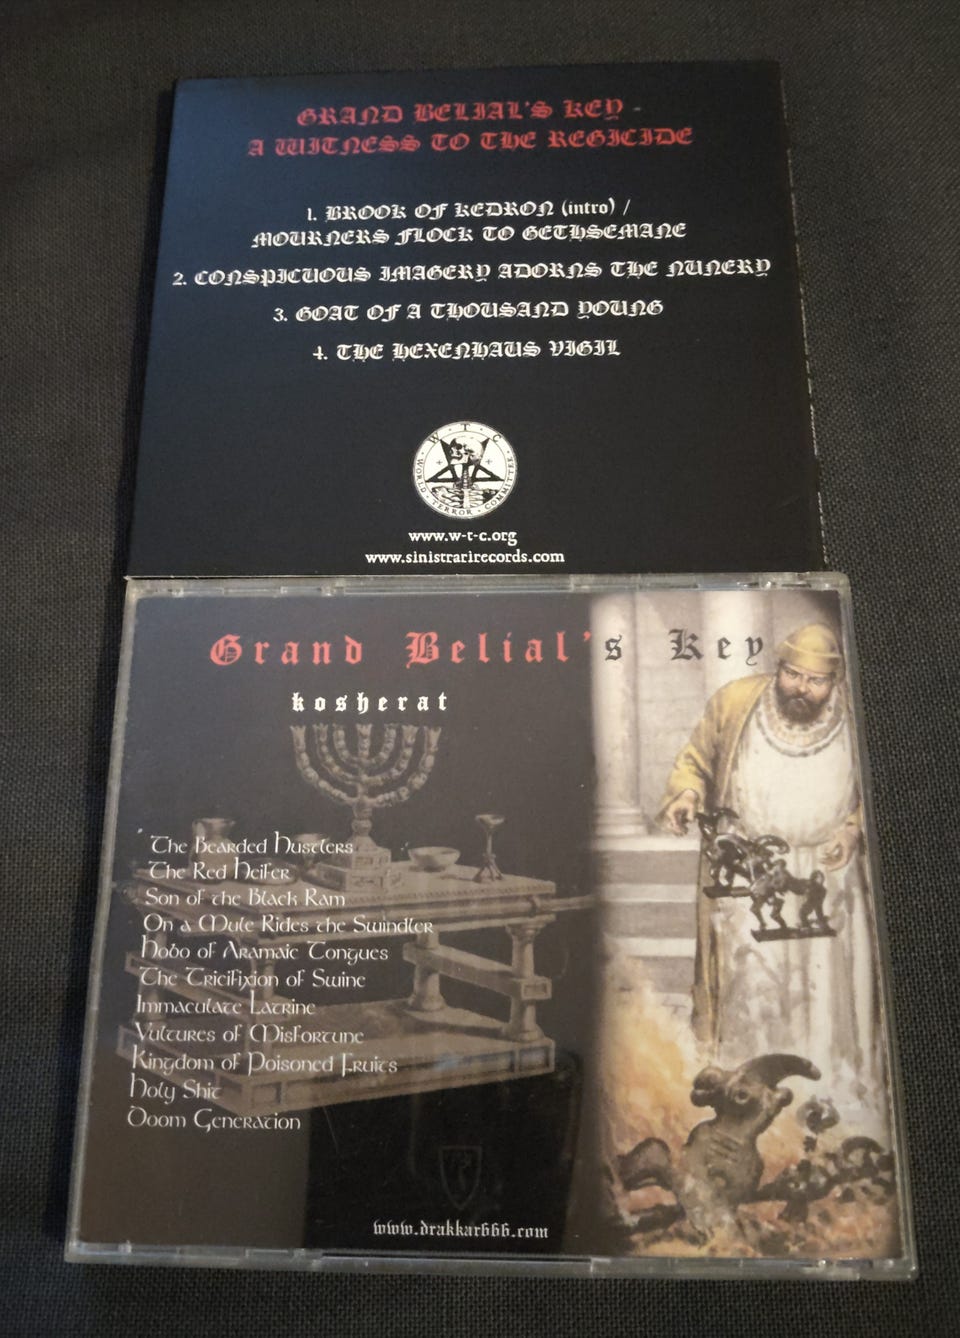 GRAND BELIAL'S KEY -
A WITNESS TO THE REGICIDE
1. BROOK OF KEDRON (intro) /
MOURNERS FLOCK TO GETHSEMANE
2. CONSPICUOUS IMAGERY ADORNS THE NUNERY
3. GOAT OF A THOUSAND YOUNG
4. THE HEXENHAUS VIGIL
W · T · C
WORLD · TERROR · COMMITTEE
www.w-t-c.org
www.sinistrarirecords.com
Grand Belial's Key
kosherat
The Bearded Hustlers
The Red Heifer
Son of the Black Ram
On a Mule Rides the Swindler
Hobo of Aramaic Tongues
The Tricifixion of Swine
Immaculate Latrine
Vultures of Misfortune
Kingdom of Poisoned Fruits
Holy Shit
Doom Generation
www.drakkar666.com